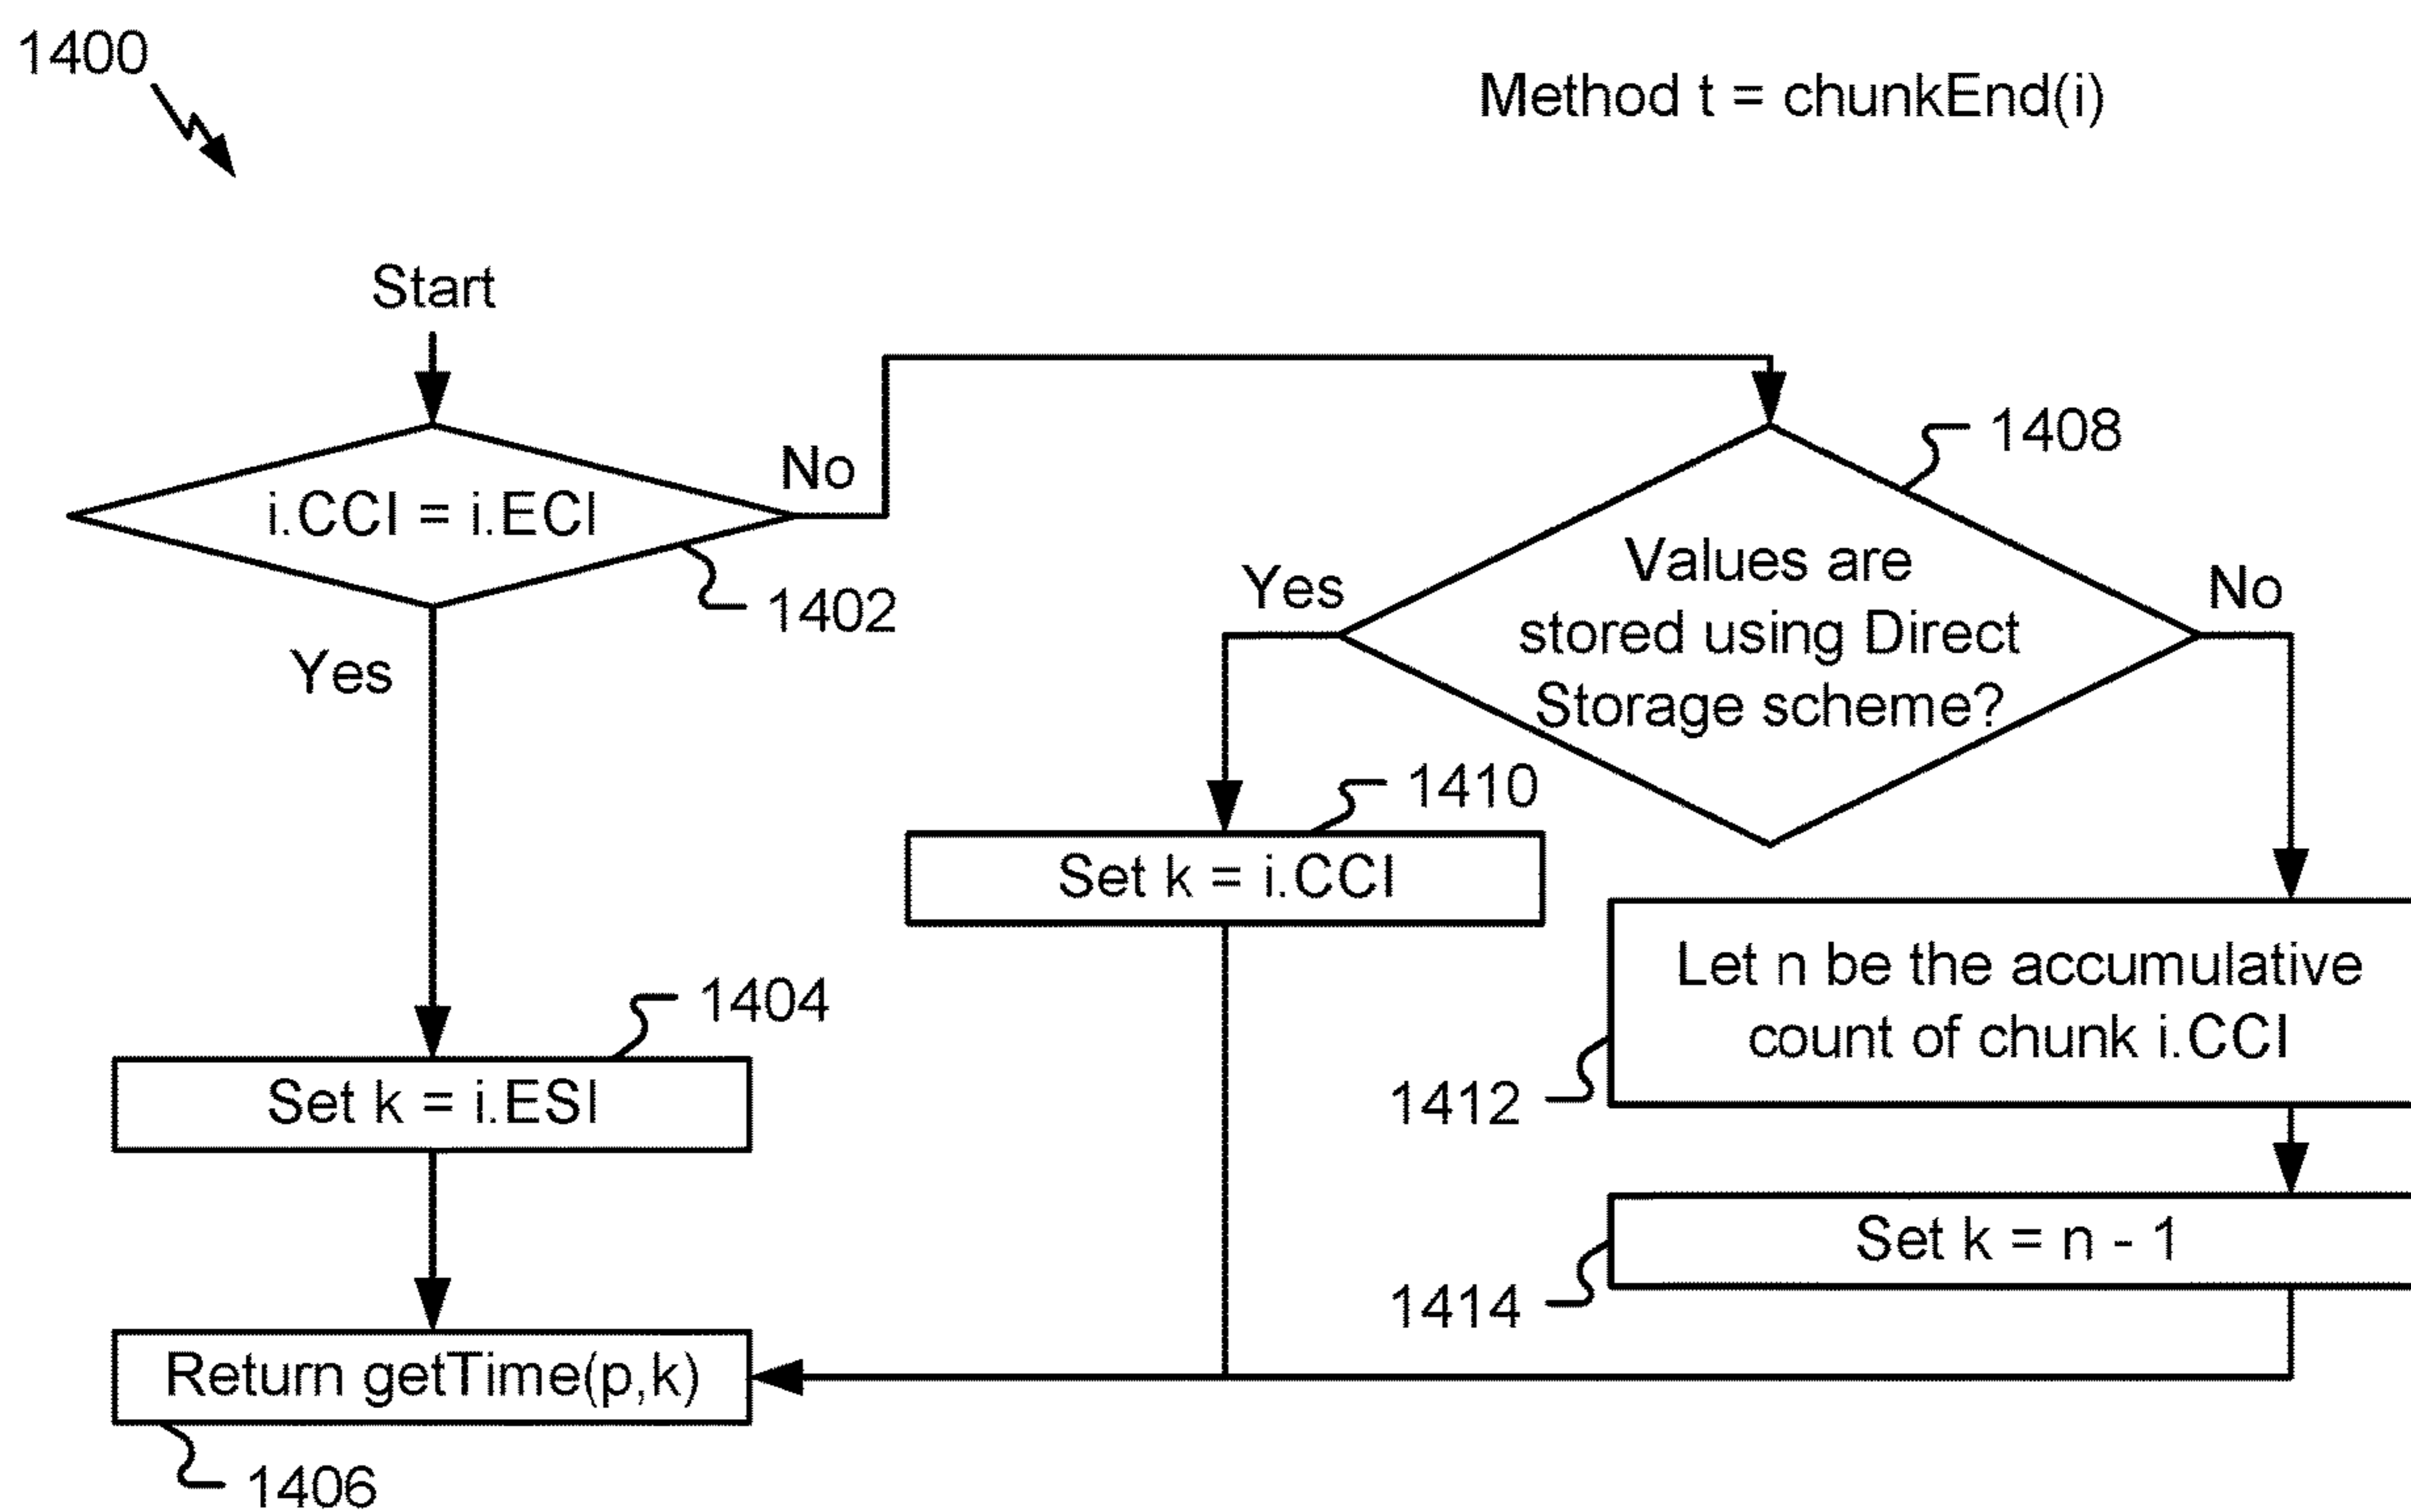 1400
Method t = chunkEnd(i)
Start
i.CCI = i.ECI
No
1402
Yes
1408
Values are
stored using Direct
Storage scheme?
Yes
No
1410
Set k = i.CCI
1404
Set k = i.ESI
Let n be the accumulative
count of chunk i.CCI
1412
Set k = n - 1
1414
Return getTime(p,k)
1406